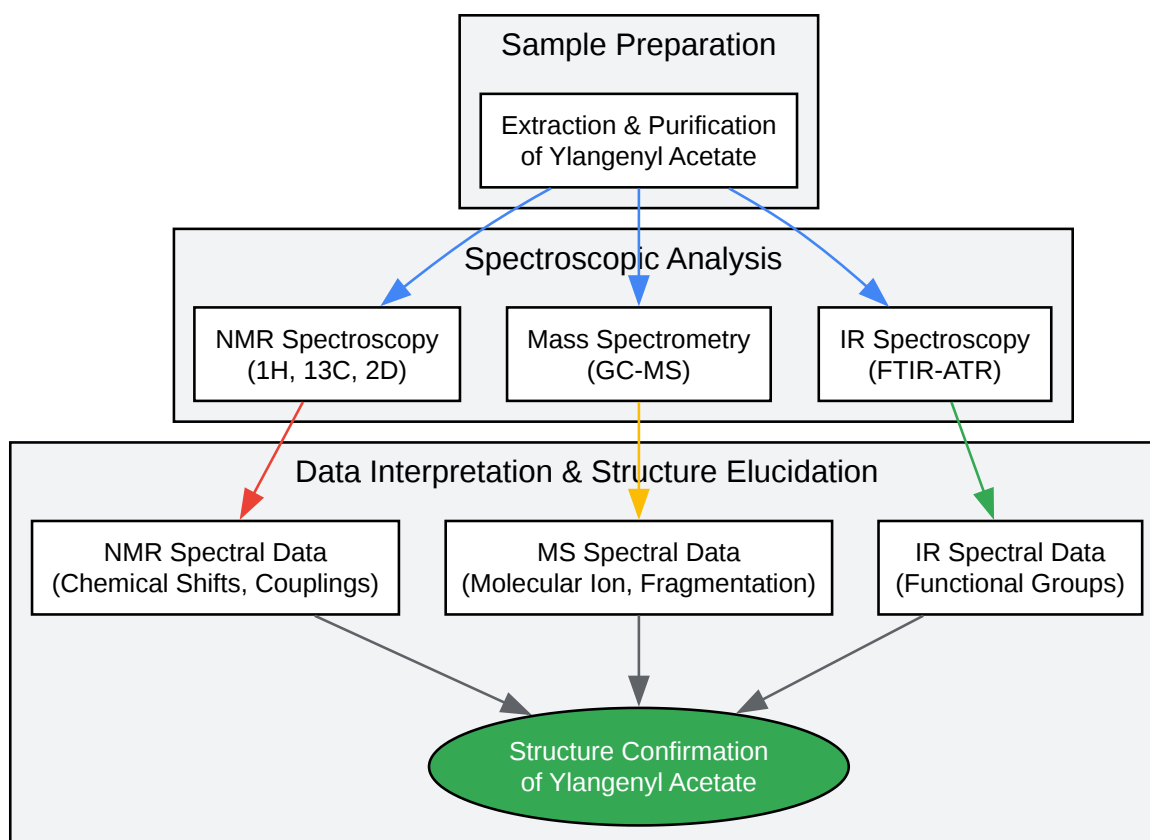 Sample Preparation
Extraction & Purification
of Ylangenyl Acetate
Spectroscopic Analysis
NMR Spectroscopy
(1H, 13C, 2D)
Mass Spectrometry
(GC-MS)
IR Spectroscopy
(FTIR-ATR)
Data Interpretation & Structure Elucidation
NMR Spectral Data
(Chemical Shifts, Couplings)
MS Spectral Data
(Molecular Ion, Fragmentation)
IR Spectral Data
(Functional Groups)
Structure Confirmation
of Ylangenyl Acetate